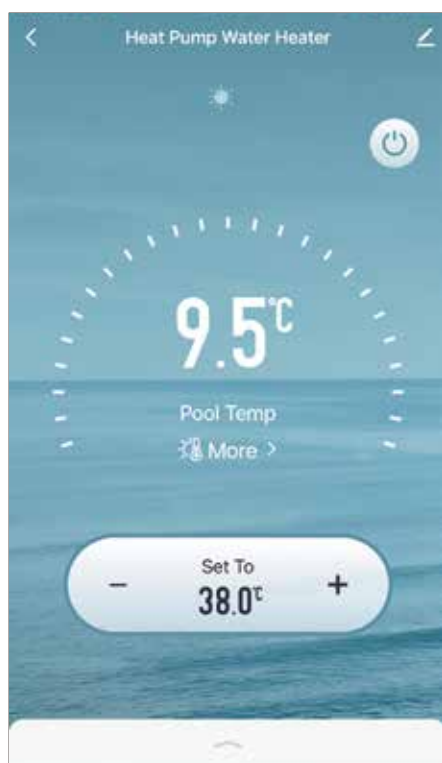 Heat Pump Water Heater
9.5℃
Pool Temp
More >
Set To
- 38.0℃ +